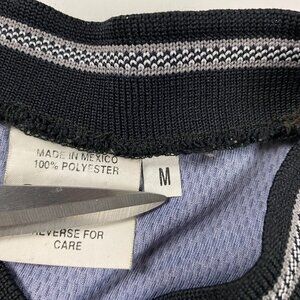 MADE IN MEXICO
100% POLYESTER
M
REVERSE FOR
CARE